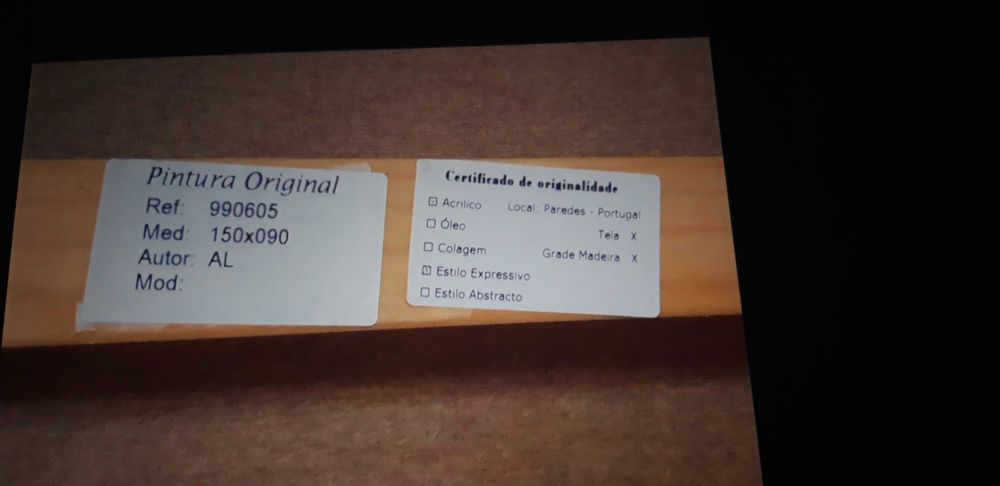 Pintura Original
Ref: 990605
Med: 150x090
Autor: AL
Mod:
Certificado de originalidade
Acrilico Local: Paredes - Portugal
Óleo Tela X
Colagem Grade Madeira X
Estilo Expressivo
Estilo Abstracto